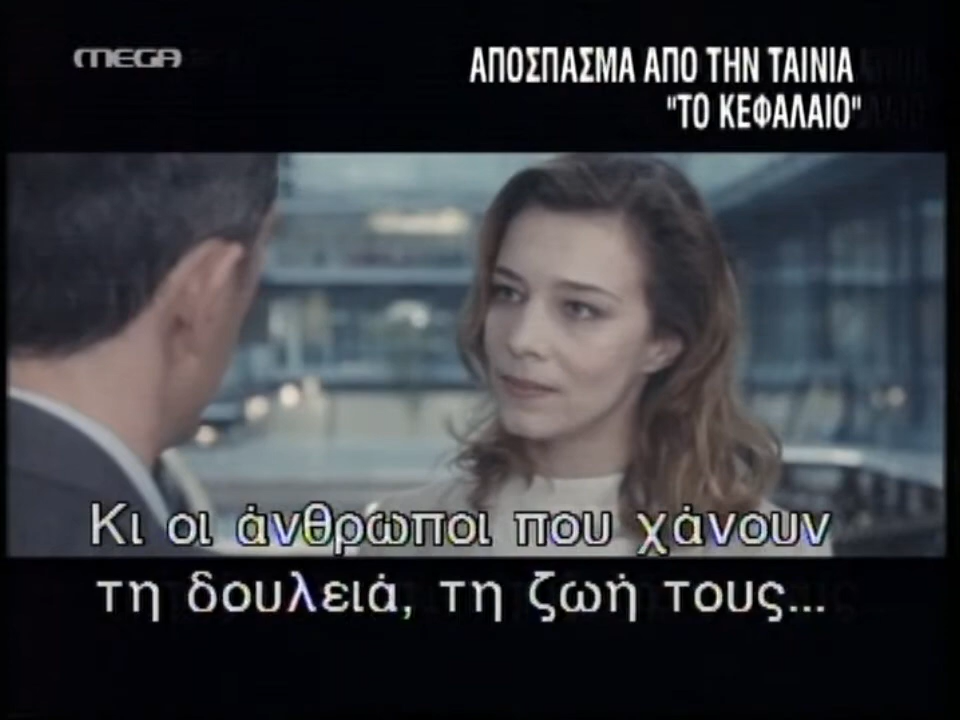 MEGA
ΑΠΟΣΠΑΣΜΑ ΑΠΟ ΤΗΝ ΤΑΙΝΙΑ
"ΤΟ ΚΕΦΑΛΑΙΟ"
Κι οι άνθρωποι που χάνουν
τη δουλειά, τη ζωή τους...